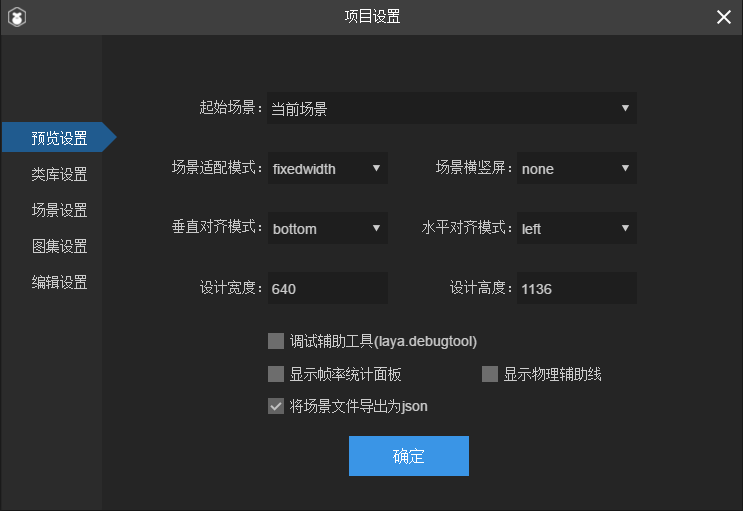 项目设置
预览设置
类库设置
场景设置
图集设置
编辑设置
起始场景：当前场景
场景适配模式：fixedwidth 场景横竖屏：none
垂直对齐模式：bottom 水平对齐模式：left
设计宽度：640 设计高度：1136
调试辅助工具(laya.debugtool)
显示帧率统计面板 显示物理辅助线
将场景文件导出为json
确定